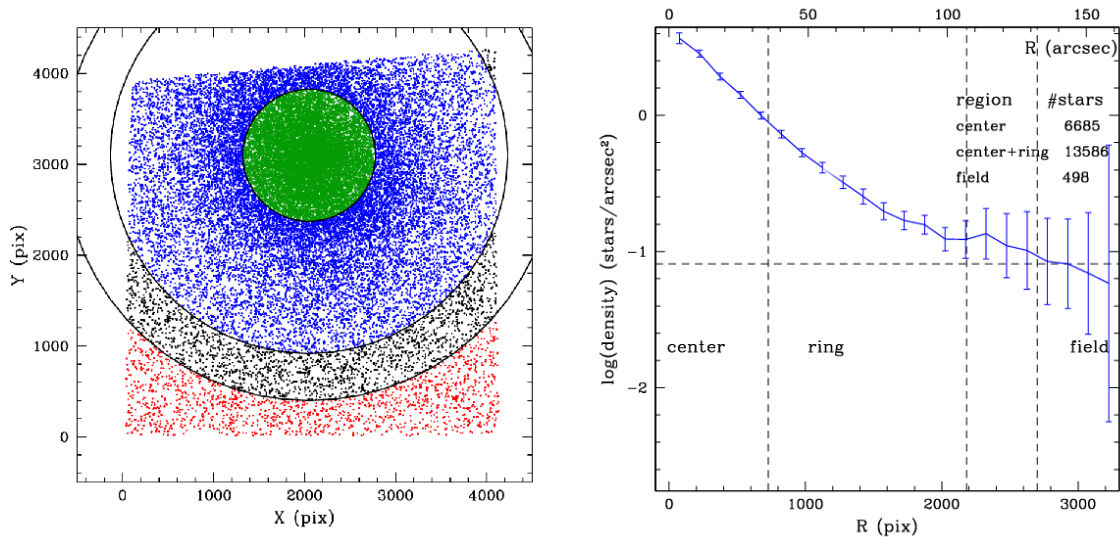 4000
3000
2000
1000
0
Y (pix)
0 1000 2000 3000 4000
X (pix)
0 50 100 150
R (arcsec)
region #stars
center 6685
center+ring 13586
field 498
0
-1
-2
log(density) (stars/arcsec²)
center ring field
0 1000 2000 3000
R (pix)